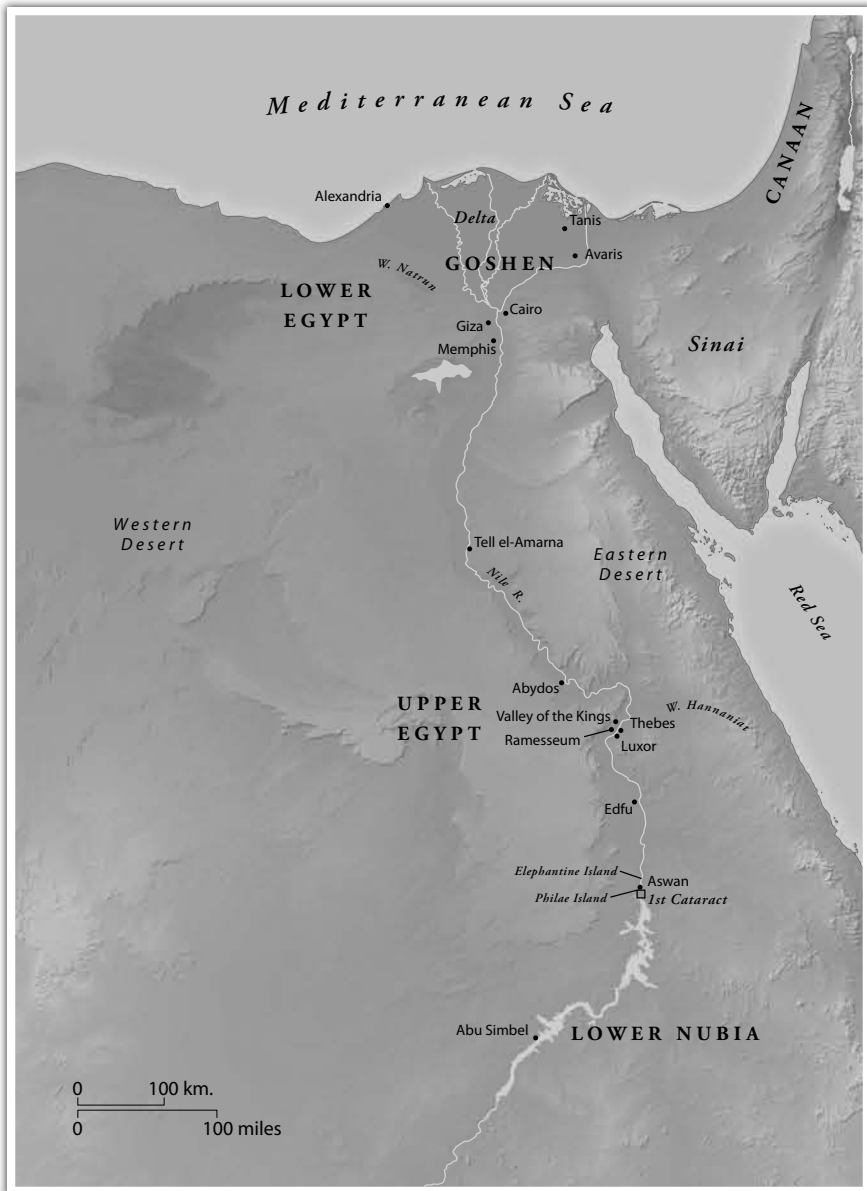 Mediterranean Sea
CANAAN
Alexandria
Delta
Tanis
Avaris
GOSHEN
W. Natrun
LOWER
EGYPT
Cairo
Giza
Memphis
Sinai
Western
Desert
Tell el-Amarna
Eastern
Desert
Nile R.
Red Sea
Abydos
UPPER
EGYPT
Valley of the Kings
Thebes
W. Hannaniat
Ramesseum
Luxor
Edfu
Elephantine Island
Aswan
Philae Island
1st Cataract
Abu Simbel
LOWER NUBIA
0 100 km.
0 100 miles